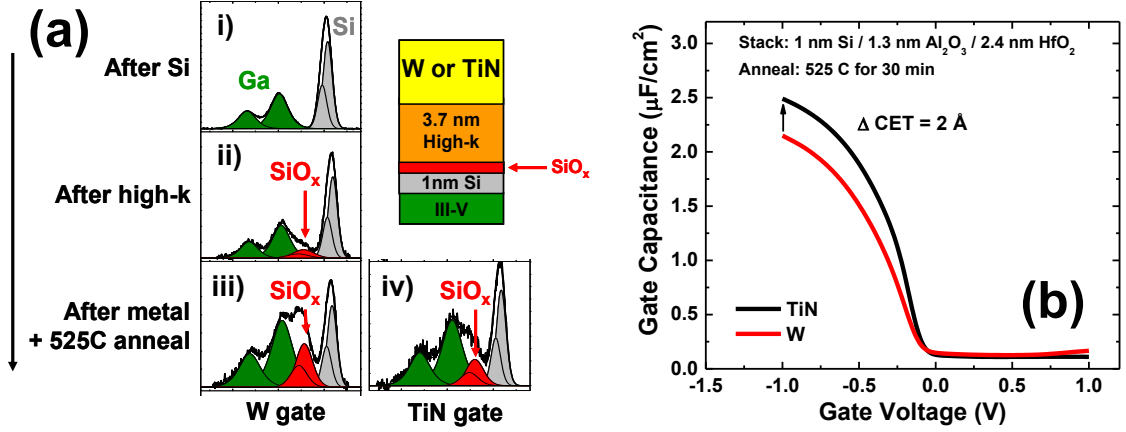 (a)
i)
Si
After Si
Ga
W or TiN
3.7 nm
High-k
SiOx
1nm Si
III-V
ii)
SiOx
After high-k
iii)
SiOx
iv)
SiOx
After metal
+ 525C anneal
W gate
TiN gate
Gate Capacitance (μF/cm2)
3.0
2.5
2.0
1.5
1.0
0.5
0.0
Stack: 1 nm Si / 1.3 nm Al2O3 / 2.4 nm HfO2
Anneal: 525 C for 30 min
Δ CET = 2 Å
TiN
W
(b)
-1.5
-1.0
-0.5
0.0
0.5
1.0
Gate Voltage (V)